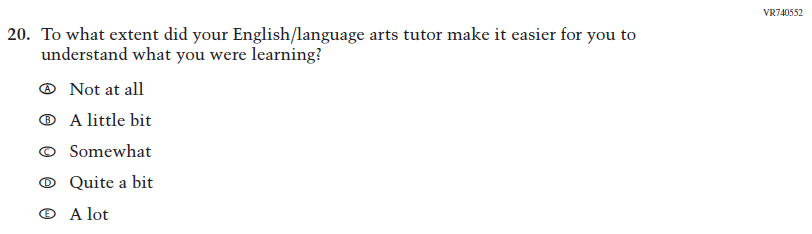 VR740552
20. To what extent did your English/language arts tutor make it easier for you to
understand what you were learning?
A Not at all
B A little bit
C Somewhat
D Quite a bit
E A lot